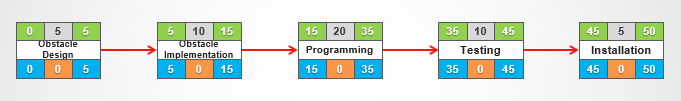 0 5 5
Obstacle
Design
0 0 5
5 10 15
Obstacle
Implementation
5 0 15
15 20 35
Programming
15 0 35
35 10 45
Testing
35 0 45
45 5 50
Installation
45 0 50